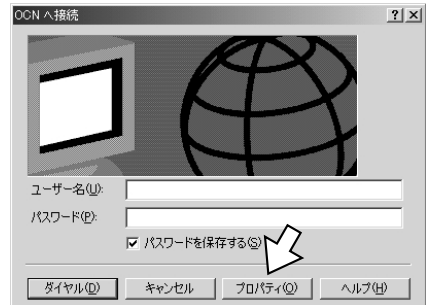 OCN へ接続
ユーザー名(U):
パスワード(P):
パスワードを保存する(S)
ダイヤル(D) キャンセル プロパティ(O) ヘルプ(H)